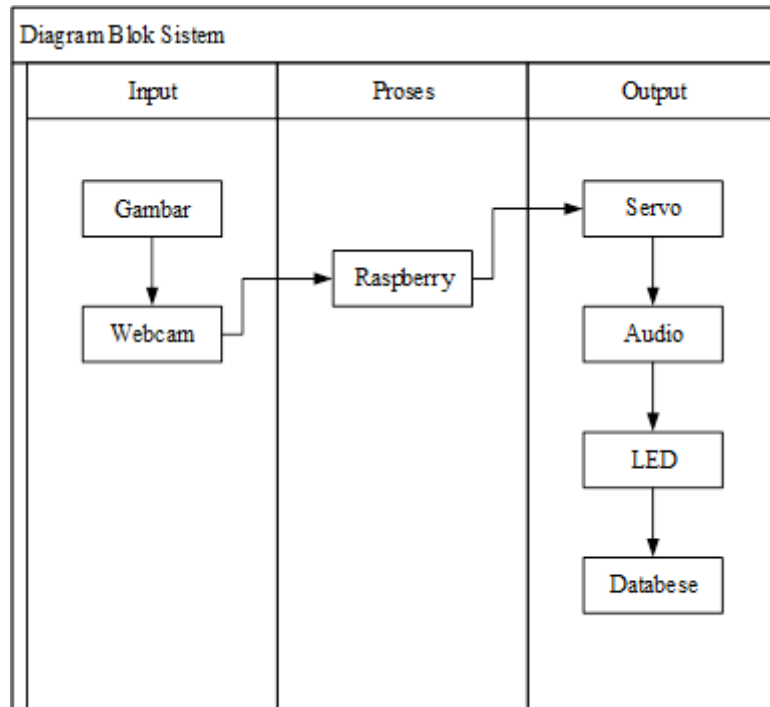 Diagram Blok Sistem
Input
Proses
Output
Gambar
Webcam
Raspberry
Servo
Audio
LED
Databese